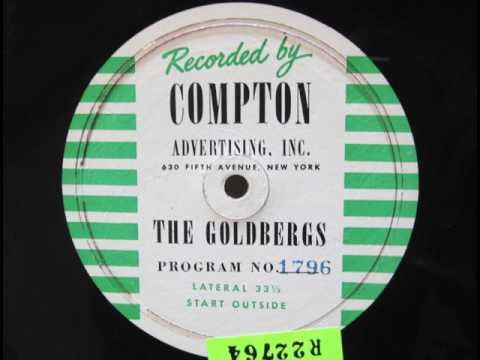 Recorded by
COMPTON
ADVERTISING, INC.
630 FIFTH AVENUE, NEW YORK
THE GOLDBERGS
PROGRAM NO. 1796
LATERAL 33⅓
START OUTSIDE
R22764